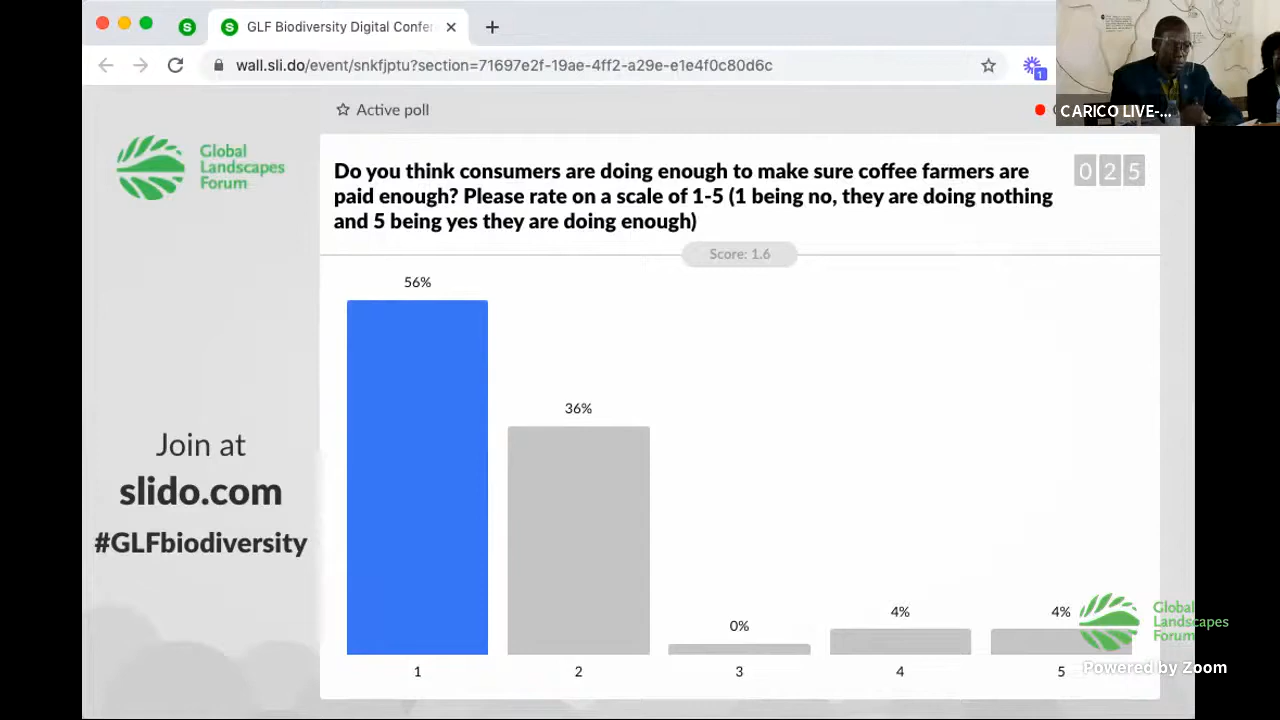 GLF Biodiversity Digital Confer
wall.sli.do/event/snkfjptu?section=71697e2f-19ae-4ff2-a29e-e1e4f0c80d6c
1
CARICO LIVE-...
Active poll
Global
Landscapes
Forum
Do you think consumers are doing enough to make sure coffee farmers are
paid enough? Please rate on a scale of 1-5 (1 being no, they are doing nothing
and 5 being yes they are doing enough)
025
Score: 1.6
56%
36%
0%
4%
4%
1
2
3
4
5
Join at
slido.com
#GLFbiodiversity
Global
Landscapes
Forum
Powered by Zoom